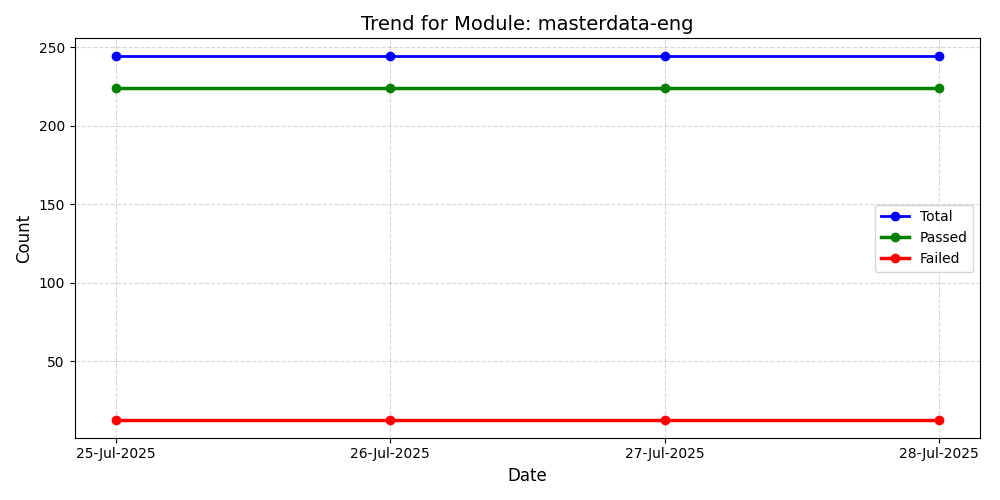 Trend for Module: masterdata-eng
250
200
150
100
50
Count
Total
Passed
Failed
25-Jul-2025 26-Jul-2025 27-Jul-2025 28-Jul-2025
Date